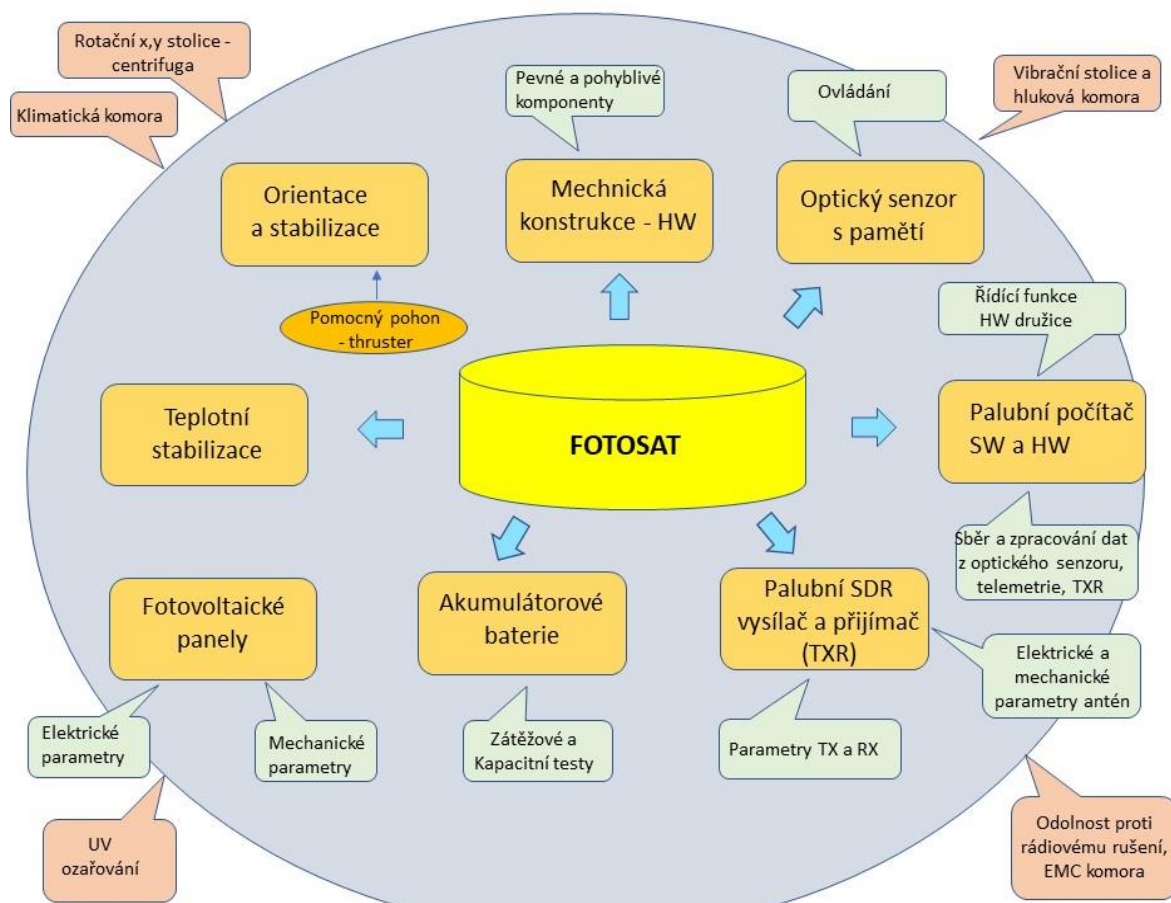 Rotační x,y stolice -
centrifuga
Klimatická komora
Pevné a pohyblivé
komponenty
Ovládání
Vibrační stolice a
hluková komora
Orientace
a stabilizace
Mechnická
konstrukce - HW
Optický senzor
s pamětí
Pomocný pohon
- thruster
Řídící funkce
HW družice
Teplotní
stabilizace
FOTOSAT
Palubní počítač
SW a HW
Sběr a zpracování dat
z optického senzoru,
telemetrie, TXR
Fotovoltaické
panely
Akumulátorové
baterie
Palubní SDR
vysílač a přijímač
(TXR)
Elektrické a
mechanické
parametry antén
Elektrické
parametry
Mechanické
parametry
Zátěžové a
Kapacitní testy
Parametry TX a RX
UV
ozařování
Odolnost proti
rádiovému rušení,
EMC komora